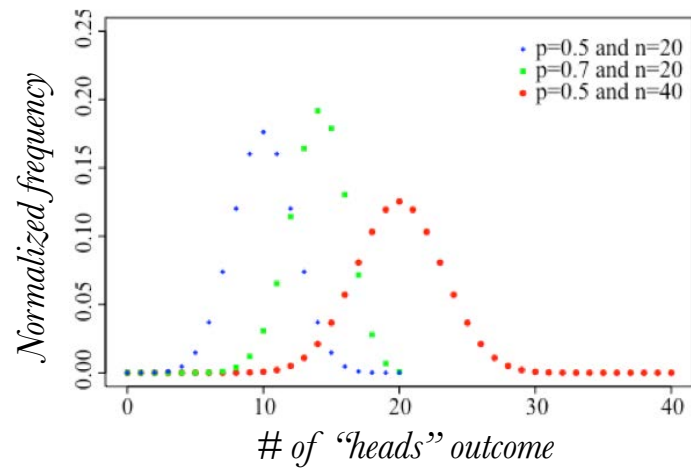 0.25
0.20
0.15
0.10
0.05
0.00
Normalized frequency
p=0.5 and n=20
p=0.7 and n=20
p=0.5 and n=40
0 10 20 30 40
# of “heads” outcome